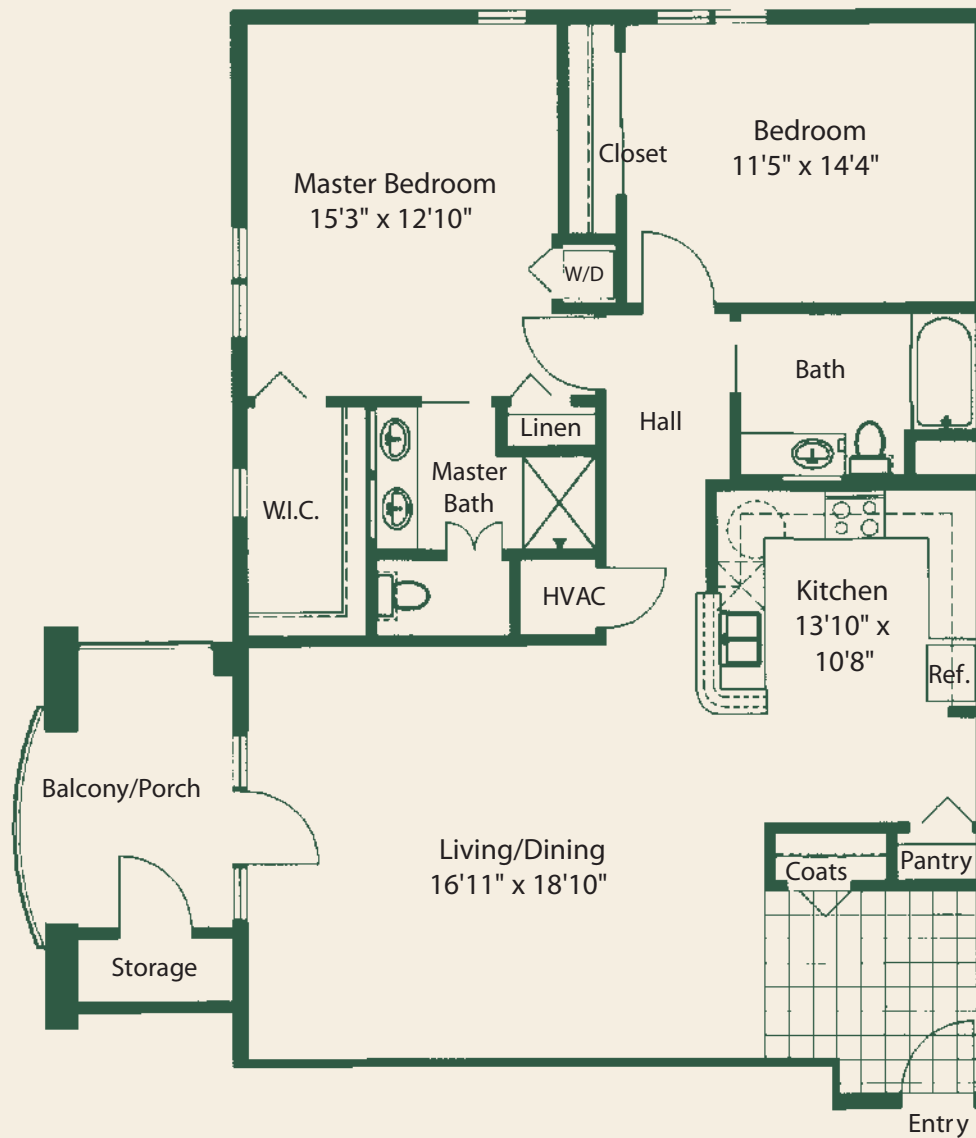 Bedroom
11'5" x 14'4"
Closet
Master Bedroom
15'3" x 12'10"
W/D
Bath
Hall
Linen
Master
Bath
W.I.C.
HVAC
Kitchen
13'10" x
10'8"
Ref.
Balcony/Porch
Living/Dining
16'11" x 18'10"
Coats
Pantry
Storage
Entry